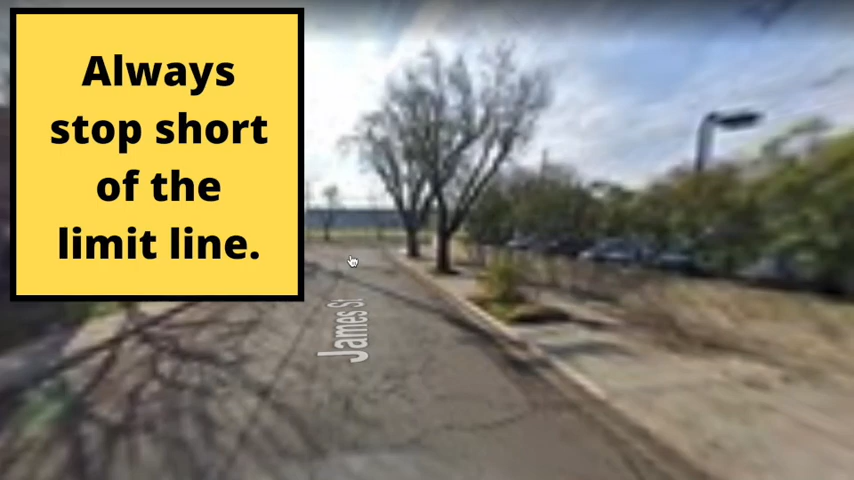 Always
stop short
of the
limit line.
James St